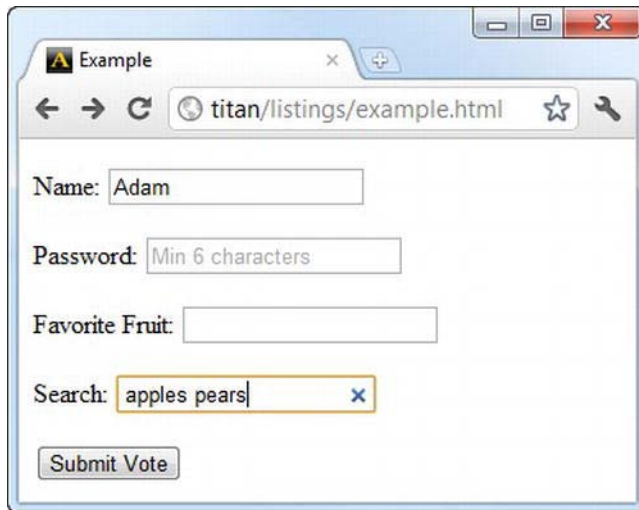 Example
titan/listings/example.html
Name: Adam
Password: Min 6 characters
Favorite Fruit:
Search: apples pears
Submit Vote